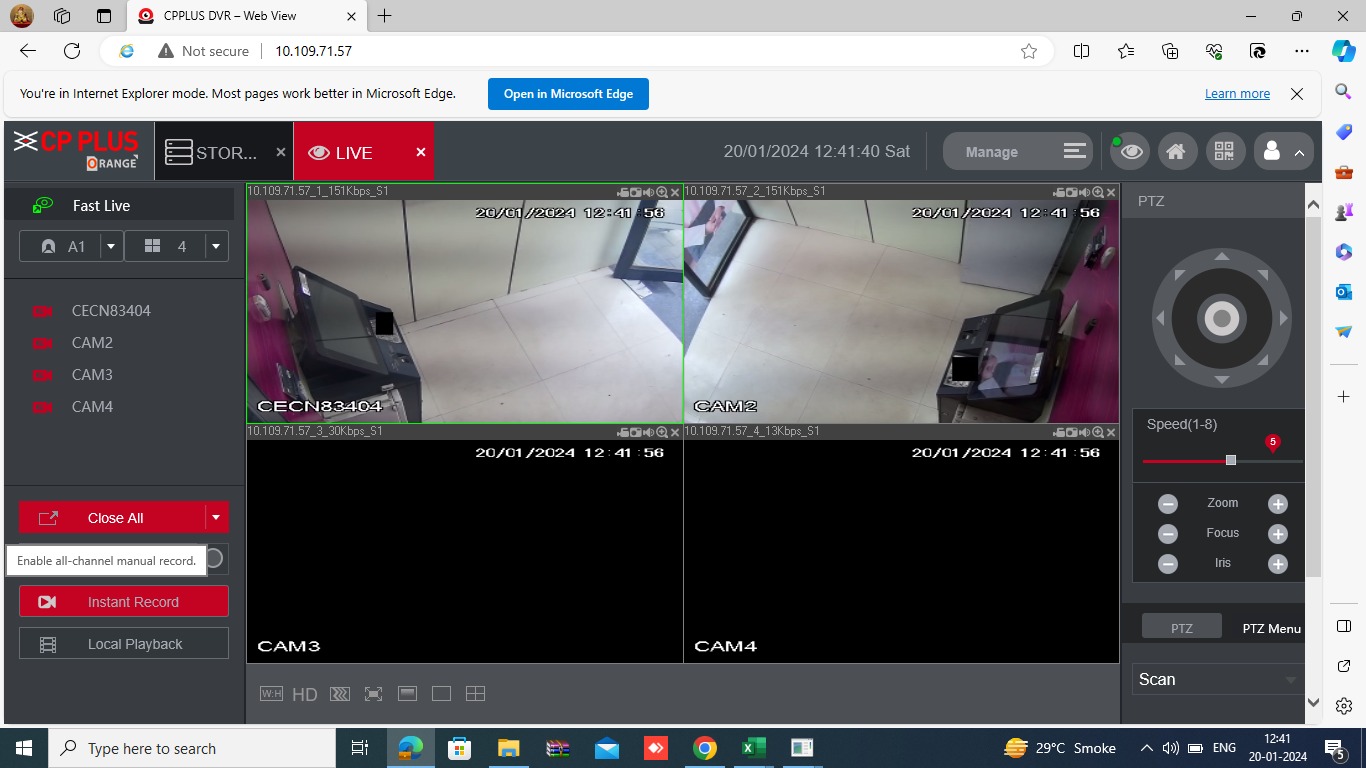 CPPLUS DVR – Web View
Not secure
10.109.71.57
You're in Internet Explorer mode. Most pages work better in Microsoft Edge.
Open in Microsoft Edge
Learn more
CP PLUS
ORANGE
STOR...
LIVE
20/01/2024 12:41:40 Sat
Manage
Fast Live
A1
4
CECN83404
CAM2
CAM3
CAM4
Close All
Enable all-channel manual record.
Instant Record
Local Playback
10.109.71.57_1_151Kbps_S1
20/01/2024 12:41:56
CECN83404
10.109.71.57_2_151Kbps_S1
20/01/2024 12:41:56
CAM2
10.109.71.57_3_30Kbps_S1
20/01/2024 12:41:56
CAM3
10.109.71.57_4_13Kbps_S1
20/01/2024 12:41:56
CAM4
W:H
HD
PTZ
Speed(1-8)
5
Zoom
Focus
Iris
PTZ
PTZ Menu
Scan
Type here to search
29°C Smoke
ENG
12:41
20-01-2024
5